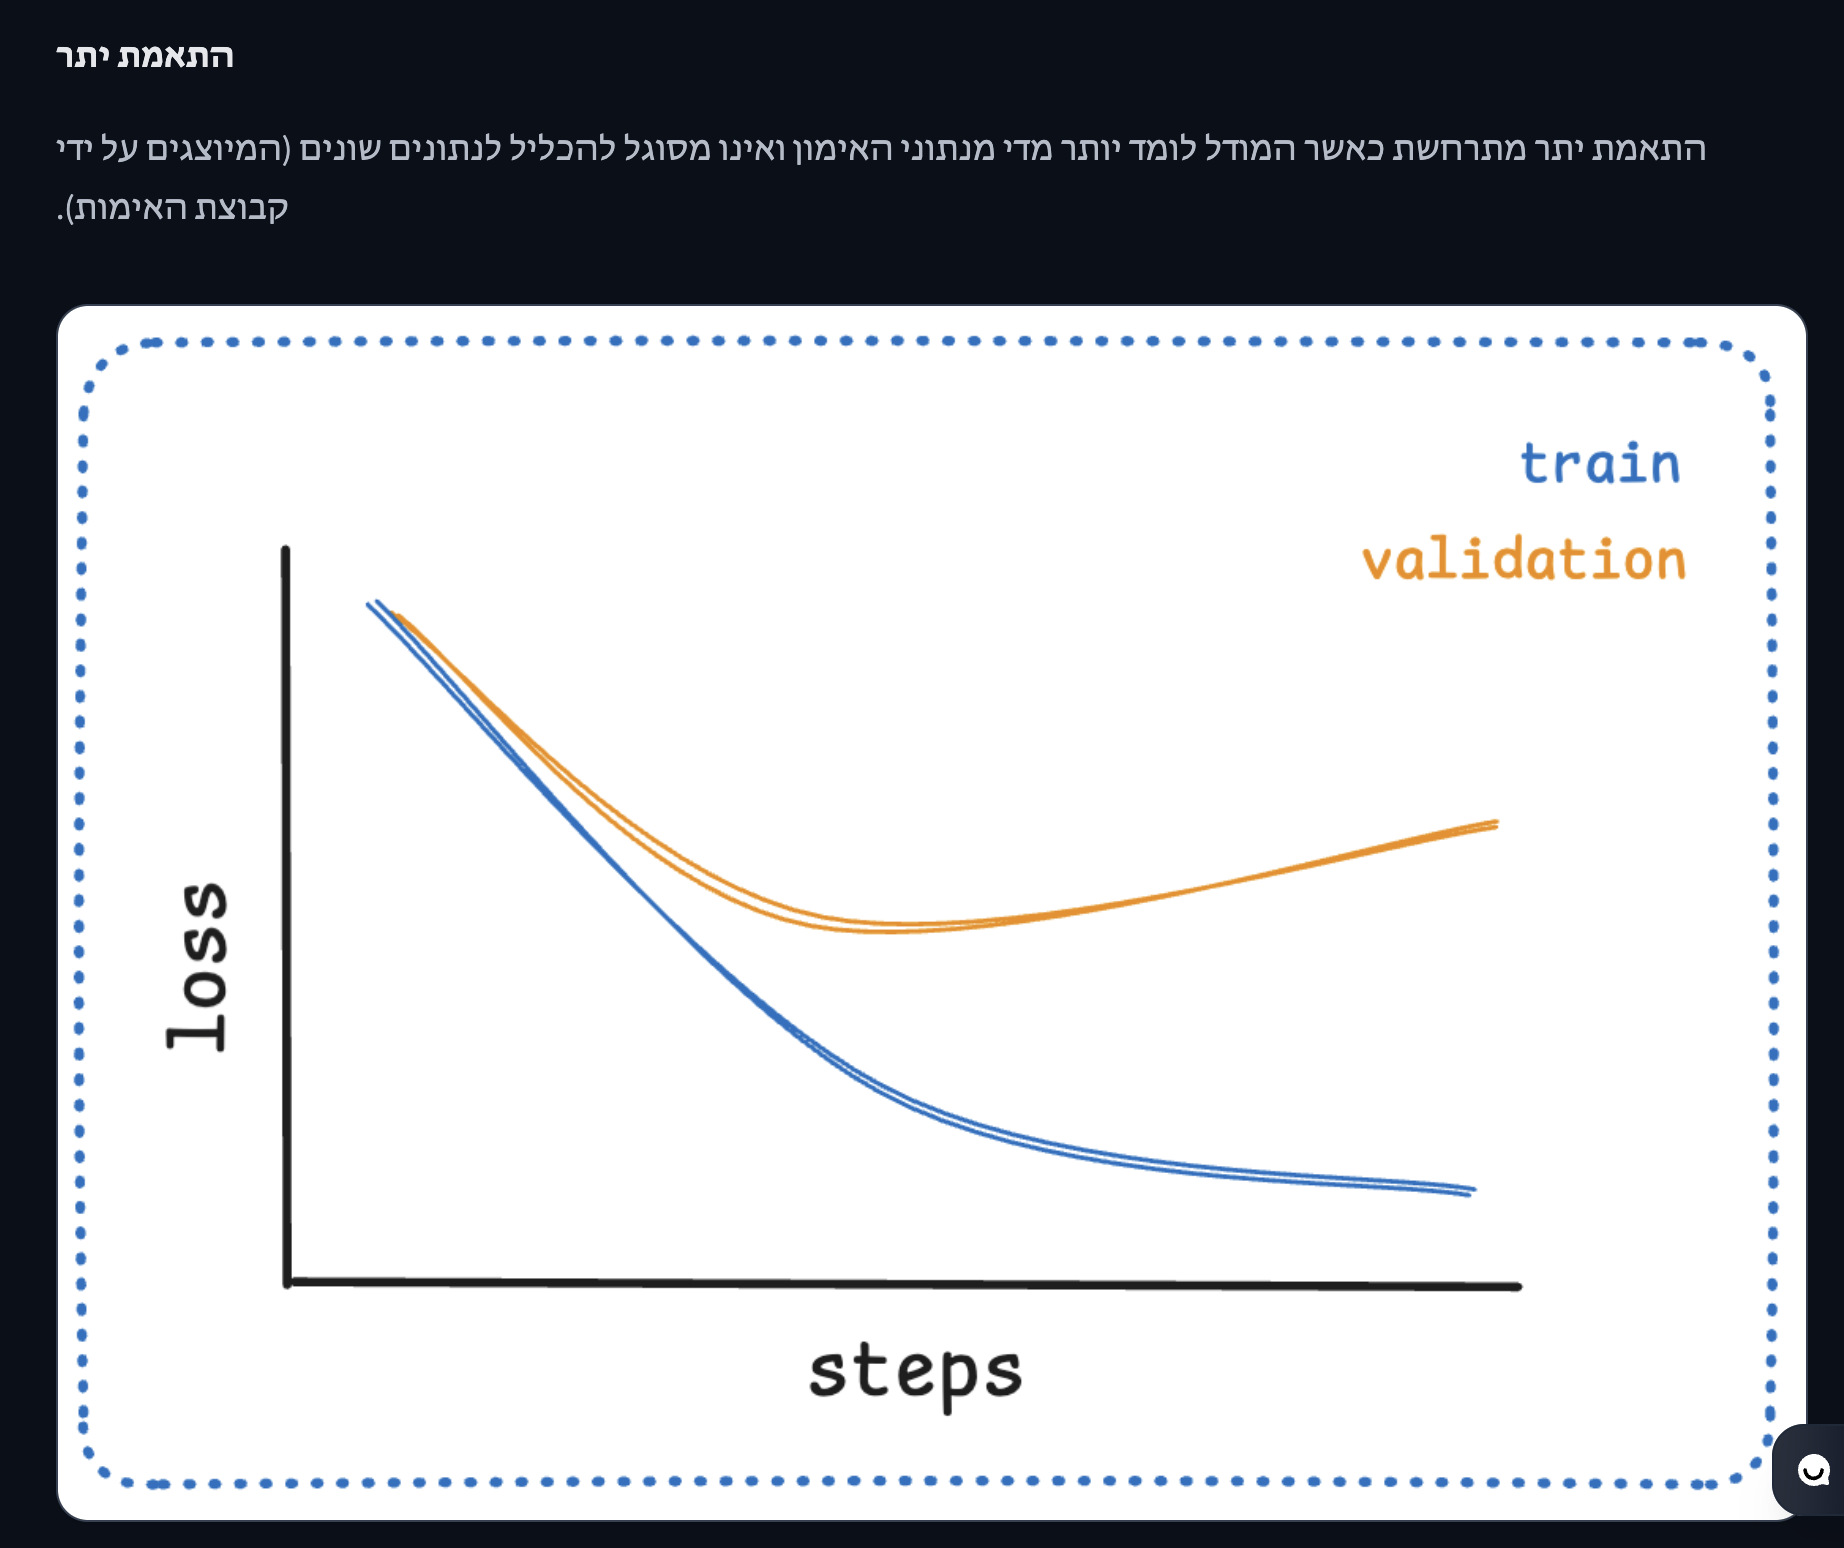 התאמת יתר
התאמת יתר מתרחשת כאשר המודל לומד יותר מדי מנתוני האימון ואינו מסוגל להכליל לנתונים שונים (המיוצגים על ידי
קבוצת האימות).
train
validation
loss
steps